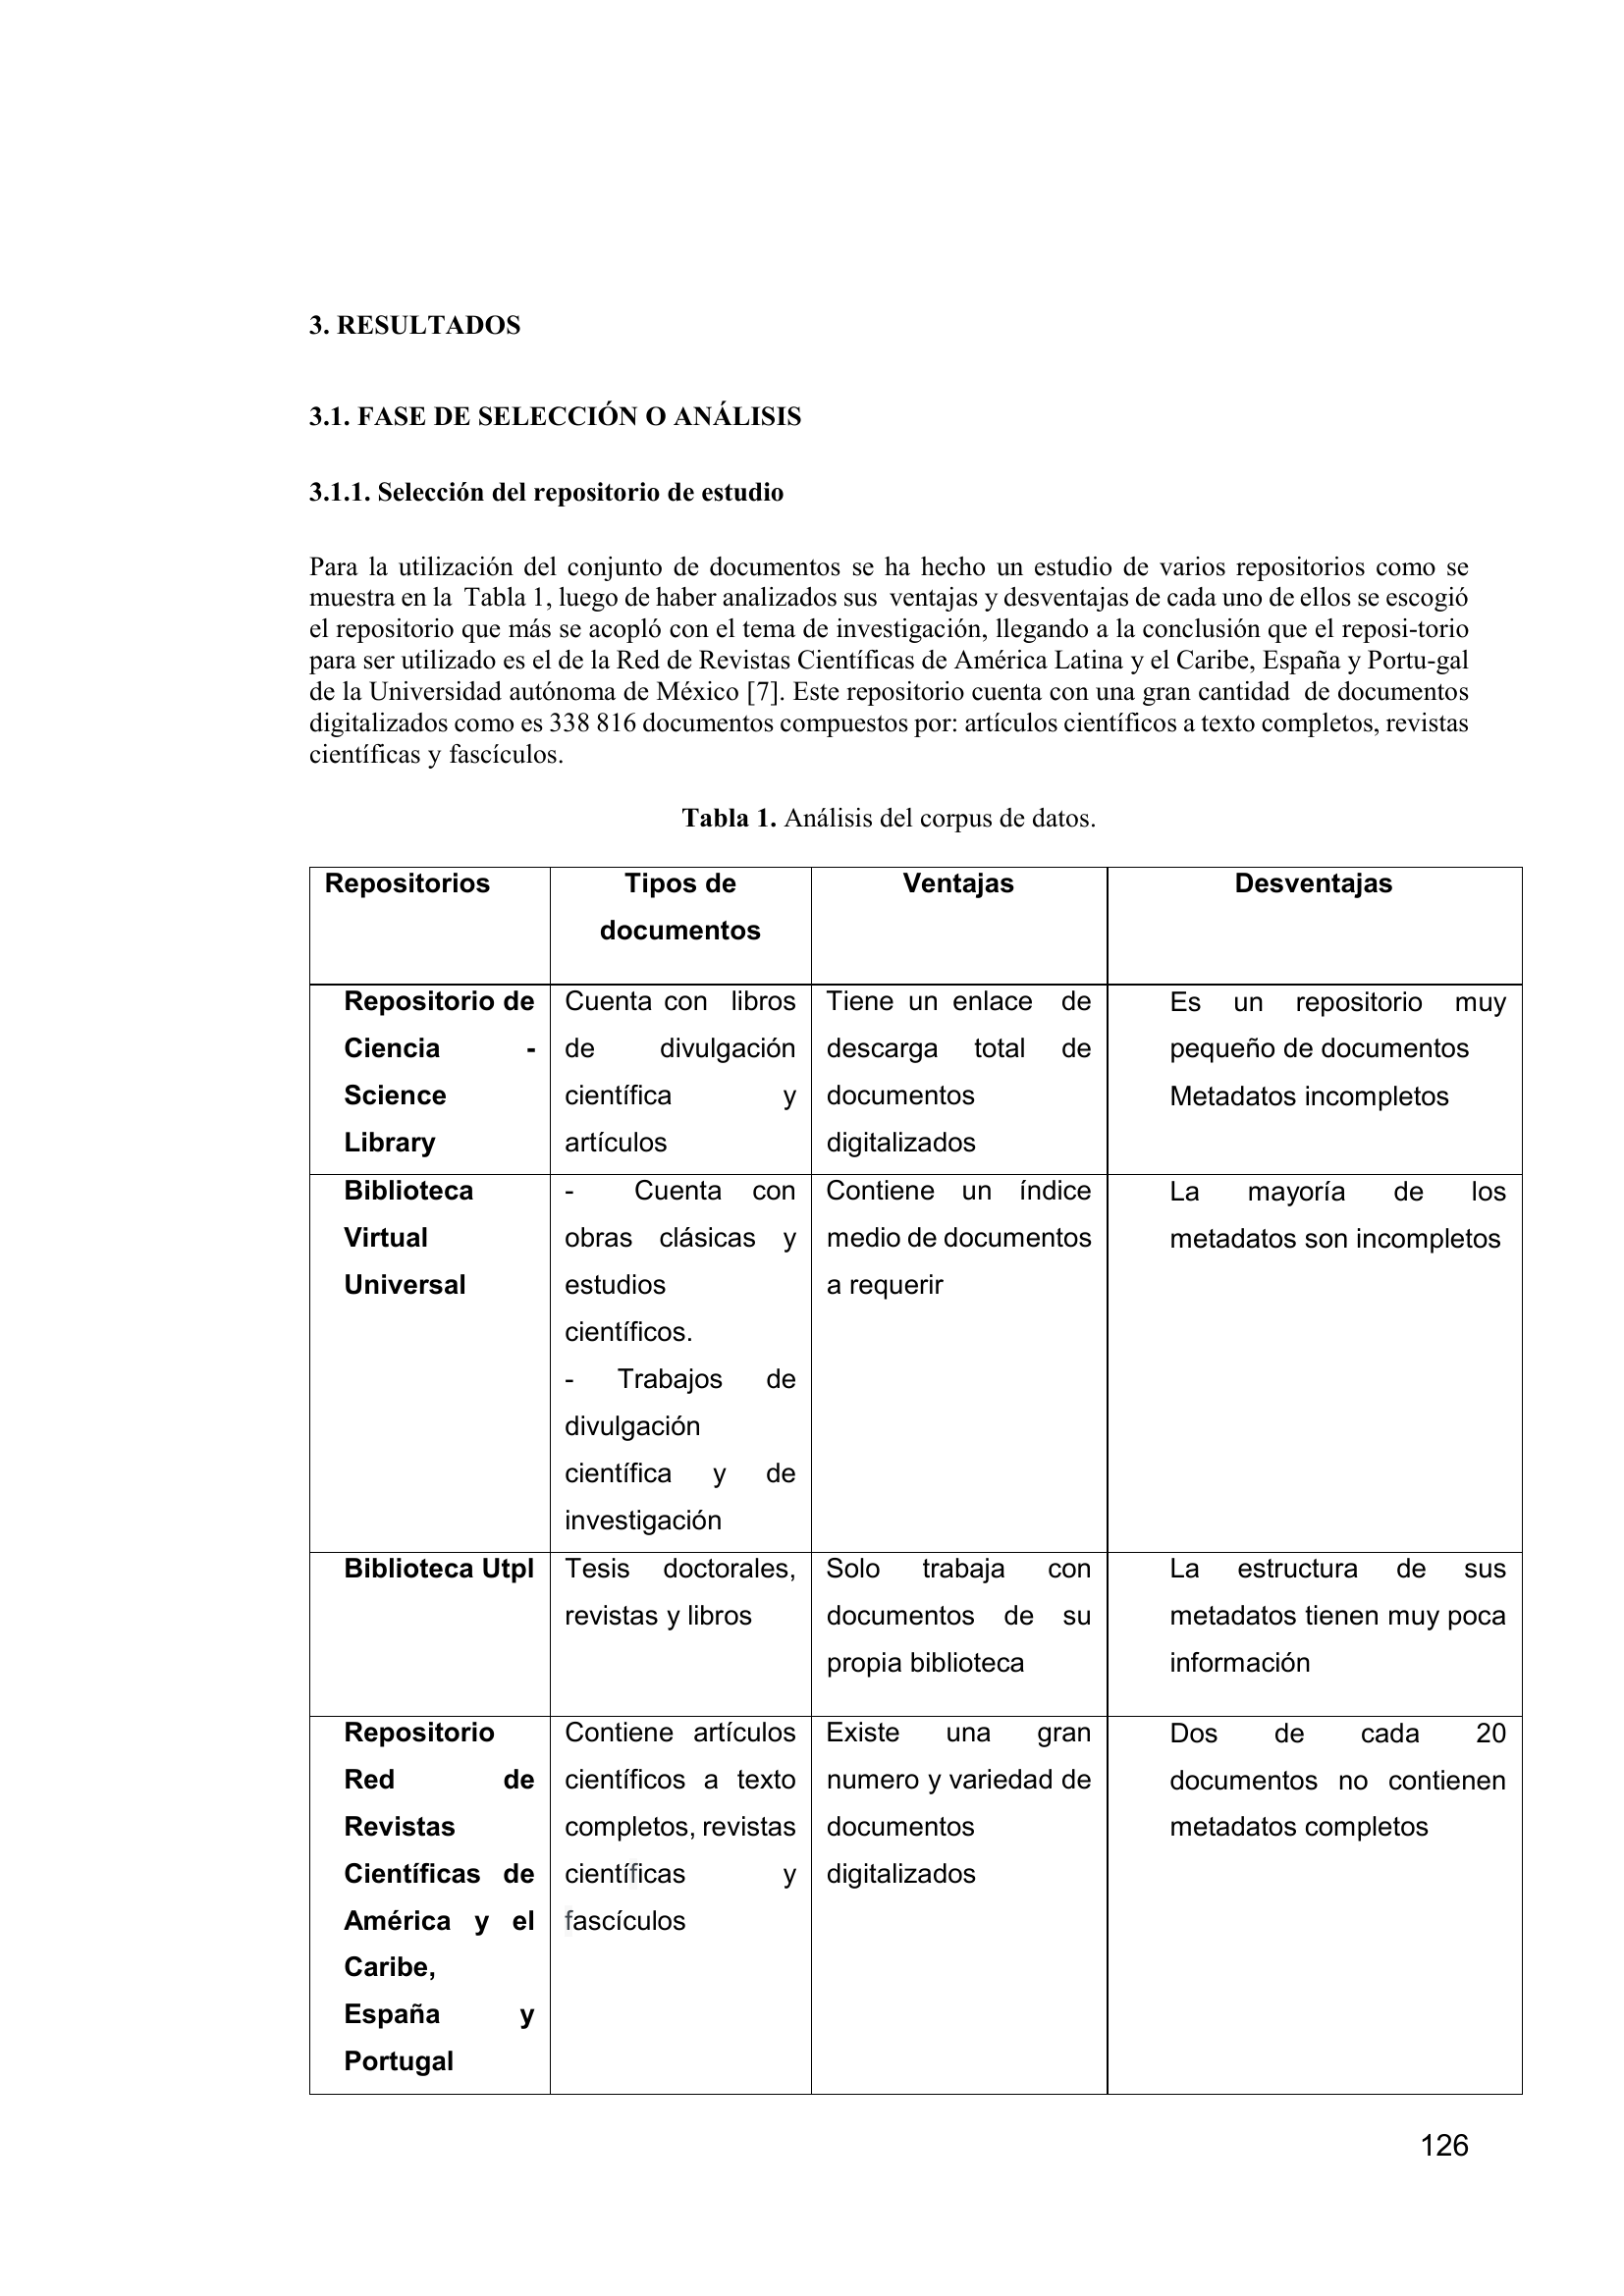 3. RESULTADOS
3.1. FASE DE SELECCIÓN O ANÁLISIS
3.1.1. Selección del repositorio de estudio
Para la utilización del conjunto de documentos se ha hecho un estudio de varios repositorios como se
muestra en la Tabla 1, luego de haber analizados sus ventajas y desventajas de cada uno de ellos se escogió
el repositorio que más se acopló con el tema de investigación, llegando a la conclusión que el reposi-torio
para ser utilizado es el de la Red de Revistas Científicas de América Latina y el Caribe, España y Portu-gal
de la Universidad autónoma de México [7]. Este repositorio cuenta con una gran cantidad de documentos
digitalizados como es 338 816 documentos compuestos por: artículos científicos a texto completos, revistas
científicas y fascículos.
Tabla 1. Análisis del corpus de datos.
Repositorios
Tipos de
documentos
Ventajas
Desventajas
Repositorio de
Ciencia -
Science
Library
Cuenta con libros
de divulgación
científica y
artículos
Tiene un enlace de
descarga total de
documentos
digitalizados
Es un repositorio muy
pequeño de documentos
Metadatos incompletos
Biblioteca
Virtual
Universal
- Cuenta con
obras clásicas y
estudios
científicos.
- Trabajos de
divulgación
científica y de
investigación
Contiene un índice
medio de documentos
a requerir
La mayoría de los
metadatos son incompletos
Biblioteca Utpl
Tesis doctorales,
revistas y libros
Solo trabaja con
documentos de su
propia biblioteca
La estructura de sus
metadatos tienen muy poca
información
Repositorio
Red de
Revistas
Científicas de
América y el
Caribe,
España y
Portugal
Contiene artículos
científicos a texto
completos, revistas
científicas y
fascículos
Existe una gran
numero y variedad de
documentos
digitalizados
Dos de cada 20
documentos no contienen
metadatos completos
126